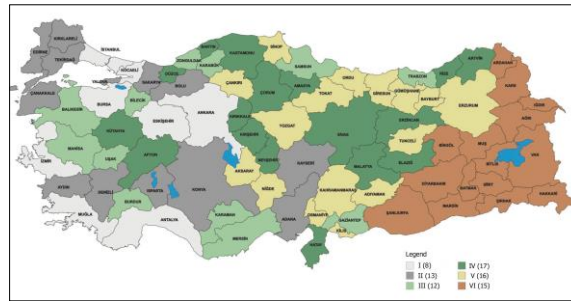 KIRKLARELİ
EDİRNE
TEKİRDAĞ
İSTANBUL
KOCAELİ
YALOVA
SAKARYA
DÜZCE
BOLU
ZONGULDAK
BARTIN
KARABÜK
KASTAMONU
SİNOP
SAMSUN
ÇANKIRI
ÇORUM
AMASYA
TOKAT
ORDU
GİRESUN
TRABZON
GÜMÜŞHANE
BAYBURT
RİZE
ARTVİN
ARDAHAN
KARS
IĞDIR
AĞRI
ERZURUM
ERZİNCAN
TUNCELİ
BİNGÖL
MUŞ
BİTLİS
VAN
HAKKARİ
ŞIRNAK
SİİRT
BATMAN
MARDİN
DİYARBAKIR
ŞANLIURFA
ELAZIĞ
MALATYA
ADIYAMAN
KAHRAMANMARAŞ
GAZİANTEP
KİLİS
OSMANİYE
HATAY
ADANA
MERSİN
KARAMAN
NİĞDE
AKSARAY
NEVŞEHİR
KAYSERİ
SİVAS
YOZGAT
KIRŞEHİR
KIRIKKALE
ANKARA
ESKİŞEHİR
BİLECİK
BURSA
BALIKESİR
ÇANAKKALE
KÜTAHYA
MANİSA
İZMİR
UŞAK
AFYON
AYDIN
DENİZLİ
MUĞLA
BURDUR
ISPARTA
ANTALYA
KONYA
Legend
I (8)
II (13)
III (12)
IV (17)
V (16)
VI (15)